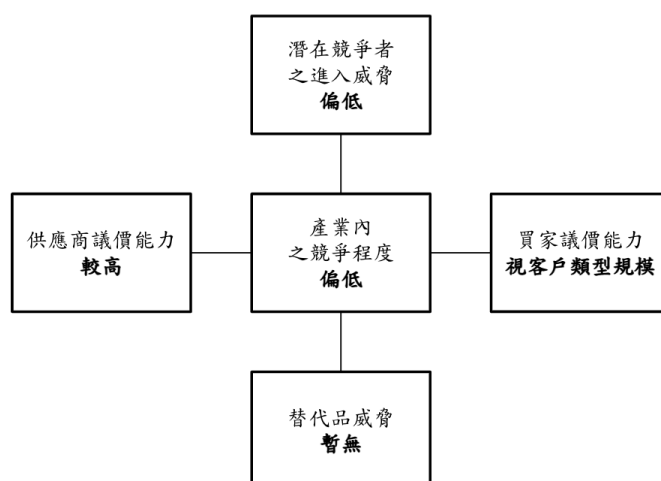 潛在競爭者
之進入威脅
偏低
供應商議價能力
較高
產業內
之競爭程度
偏低
買家議價能力
視客戶類型規模
替代品威脅
暫無